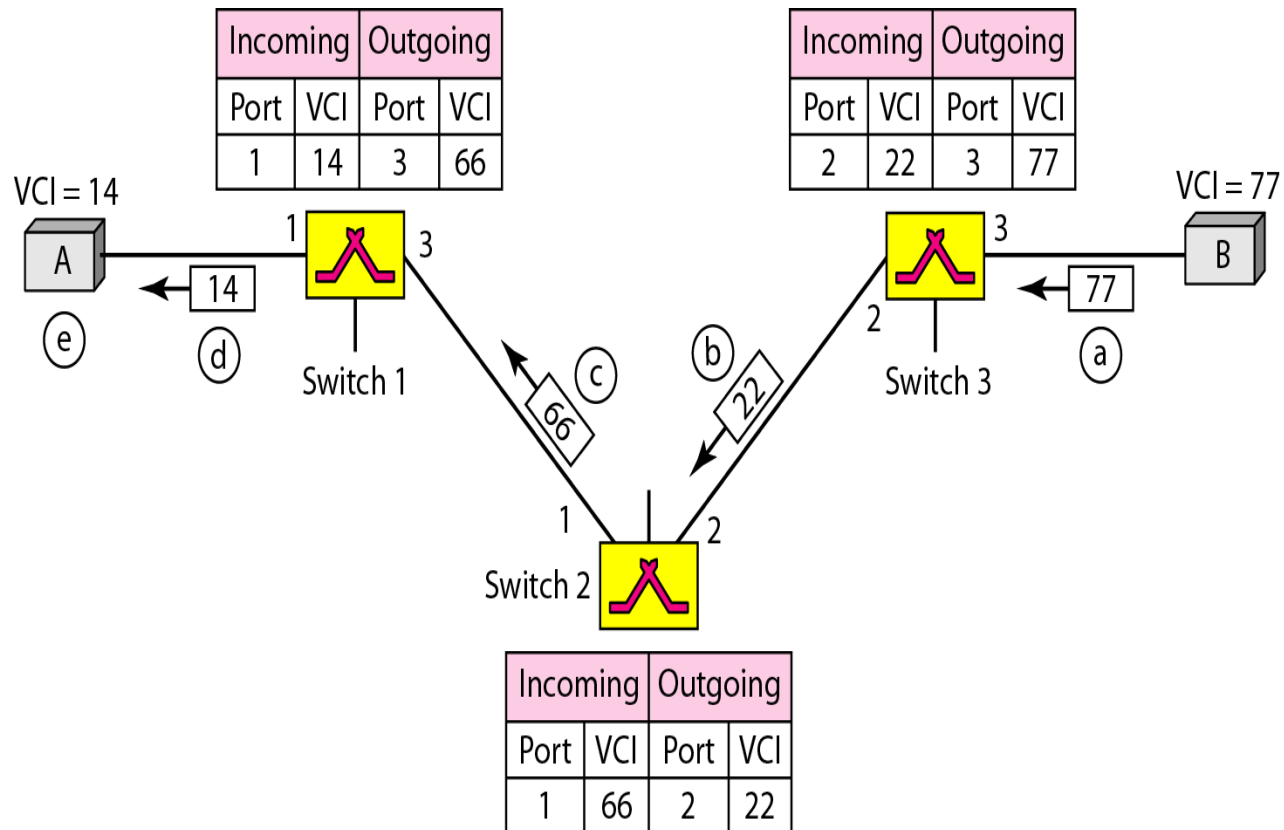 Incoming Outgoing
Port VCI Port VCI
1 14 3 66
Incoming Outgoing
Port VCI Port VCI
2 22 3 77
VCI = 14
A
1
3
14
e
d
Switch 1
c
66
VCI = 77
B
3
2
77
a
Switch 3
b
22
1
2
Switch 2
Incoming Outgoing
Port VCI Port VCI
1 66 2 22